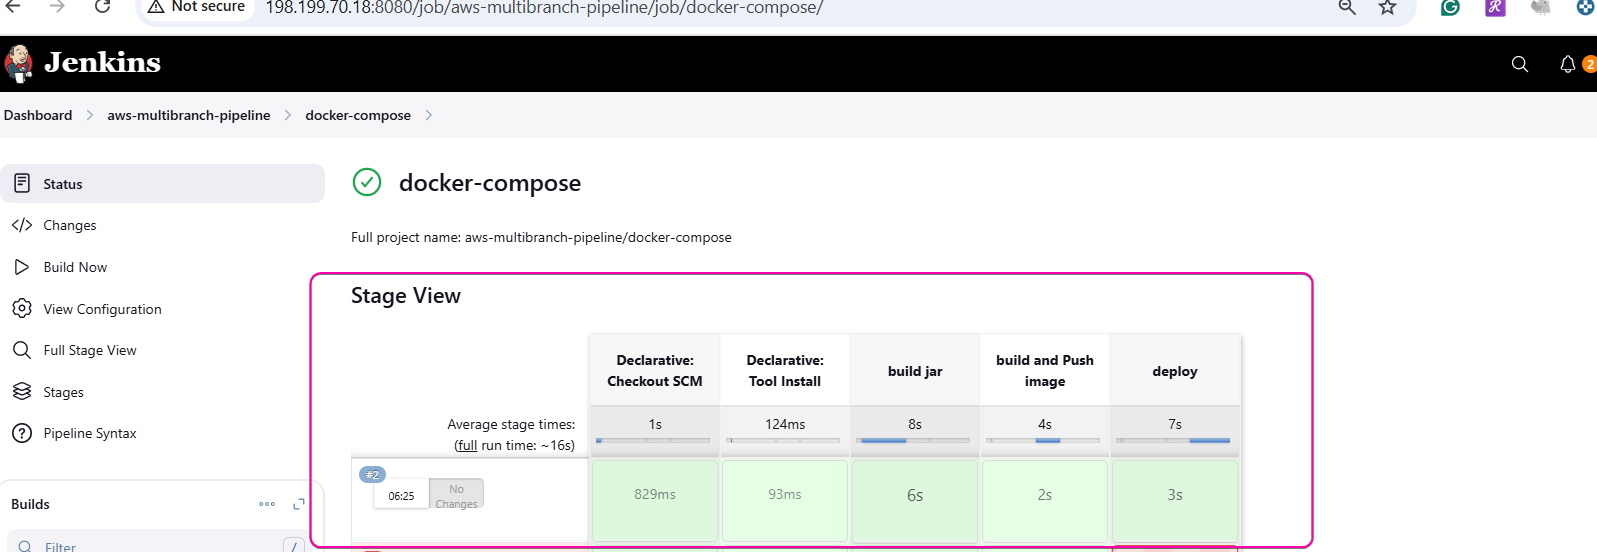 198.199.70.18:8080/job/aws-multibranch-pipeline/job/docker-compose/
Not secure
Jenkins
2
Dashboard > aws-multibranch-pipeline > docker-compose >
Status
Changes
Build Now
View Configuration
Full Stage View
Stages
Pipeline Syntax
Builds
Filter
/
docker-compose
Full project name: aws-multibranch-pipeline/docker-compose
Stage View
Declarative:
Checkout SCM
Declarative:
Tool Install
build jar
build and Push
image
deploy
Average stage times:
(full run time: ~16s)
1s
124ms
8s
4s
7s
#2
06:25
No
Changes
829ms
93ms
6s
2s
3s